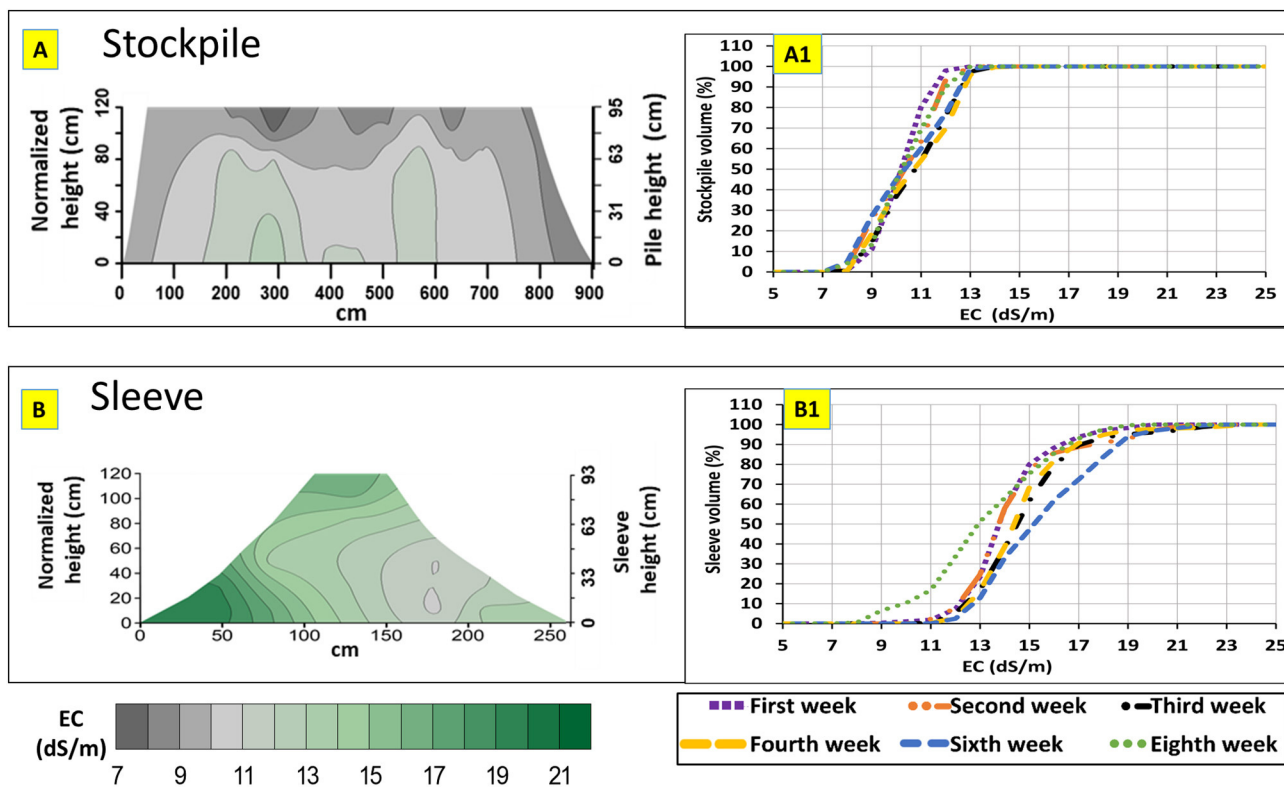 A Stockpile
Normalized
height (cm)
120
80
40
0
95
63
31
0
Pile height (cm)
0 100 200 300 400 500 600 700 800 900
cm
A1
Stockpile volume (%)
110
100
90
80
70
60
50
40
30
20
10
0
5 7 9 11 13 15 17 19 21 23 25
EC (dS/m)
B Sleeve
Normalized
height (cm)
120
100
80
60
40
20
0
93
63
33
0
Sleeve
height (cm)
0 50 100 150 200 250
cm
B1
Sleeve volume (%)
110
100
90
80
70
60
50
40
30
20
10
0
5 7 9 11 13 15 17 19 21 23 25
EC (dS/m)
EC
(dS/m)
7 9 11 13 15 17 19 21
First week Second week Third week
Fourth week Sixth week Eighth week